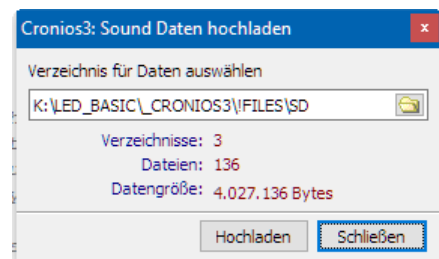 Cronios3: Sound Daten hochladen
x
Verzeichnis für Daten auswählen
K:\LED_BASIC\_CRONIOS3\!FILES\SD
Verzeichnisse: 3
Dateien: 136
Datengröße: 4.027.136 Bytes
Hochladen Schließen